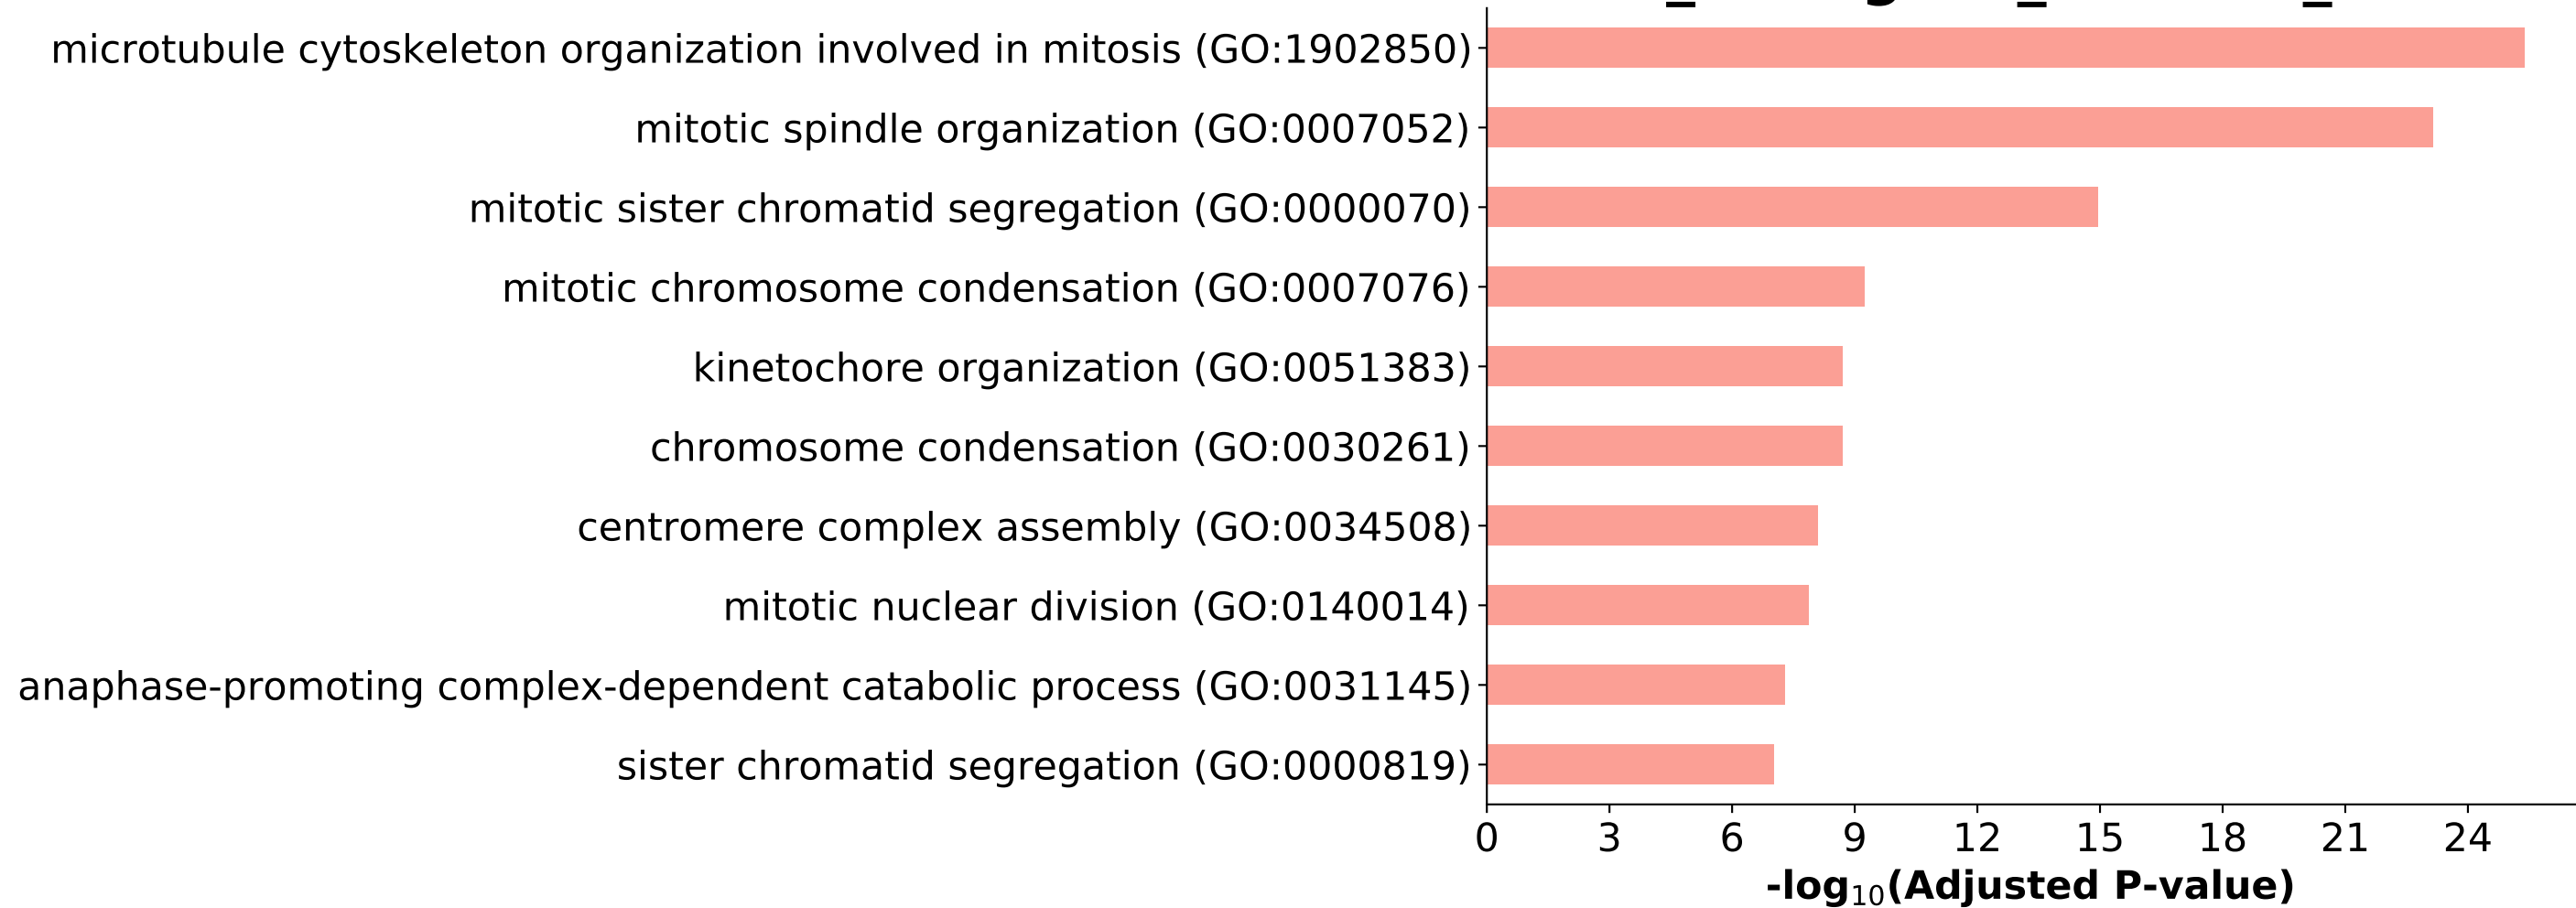 microtubule cytoskeleton organization involved in mitosis (GO:1902850)
mitotic spindle organization (GO:0007052)
mitotic sister chromatid segregation (GO:0000070)
mitotic chromosome condensation (GO:0007076)
kinetochore organization (GO:0051383)
chromosome condensation (GO:0030261)
centromere complex assembly (GO:0034508)
mitotic nuclear division (GO:0140014)
anaphase-promoting complex-dependent catabolic process (GO:0031145)
sister chromatid segregation (GO:0000819)
0 3 6 9 12 15 18 21 24
-log₁₀(Adjusted P-value)